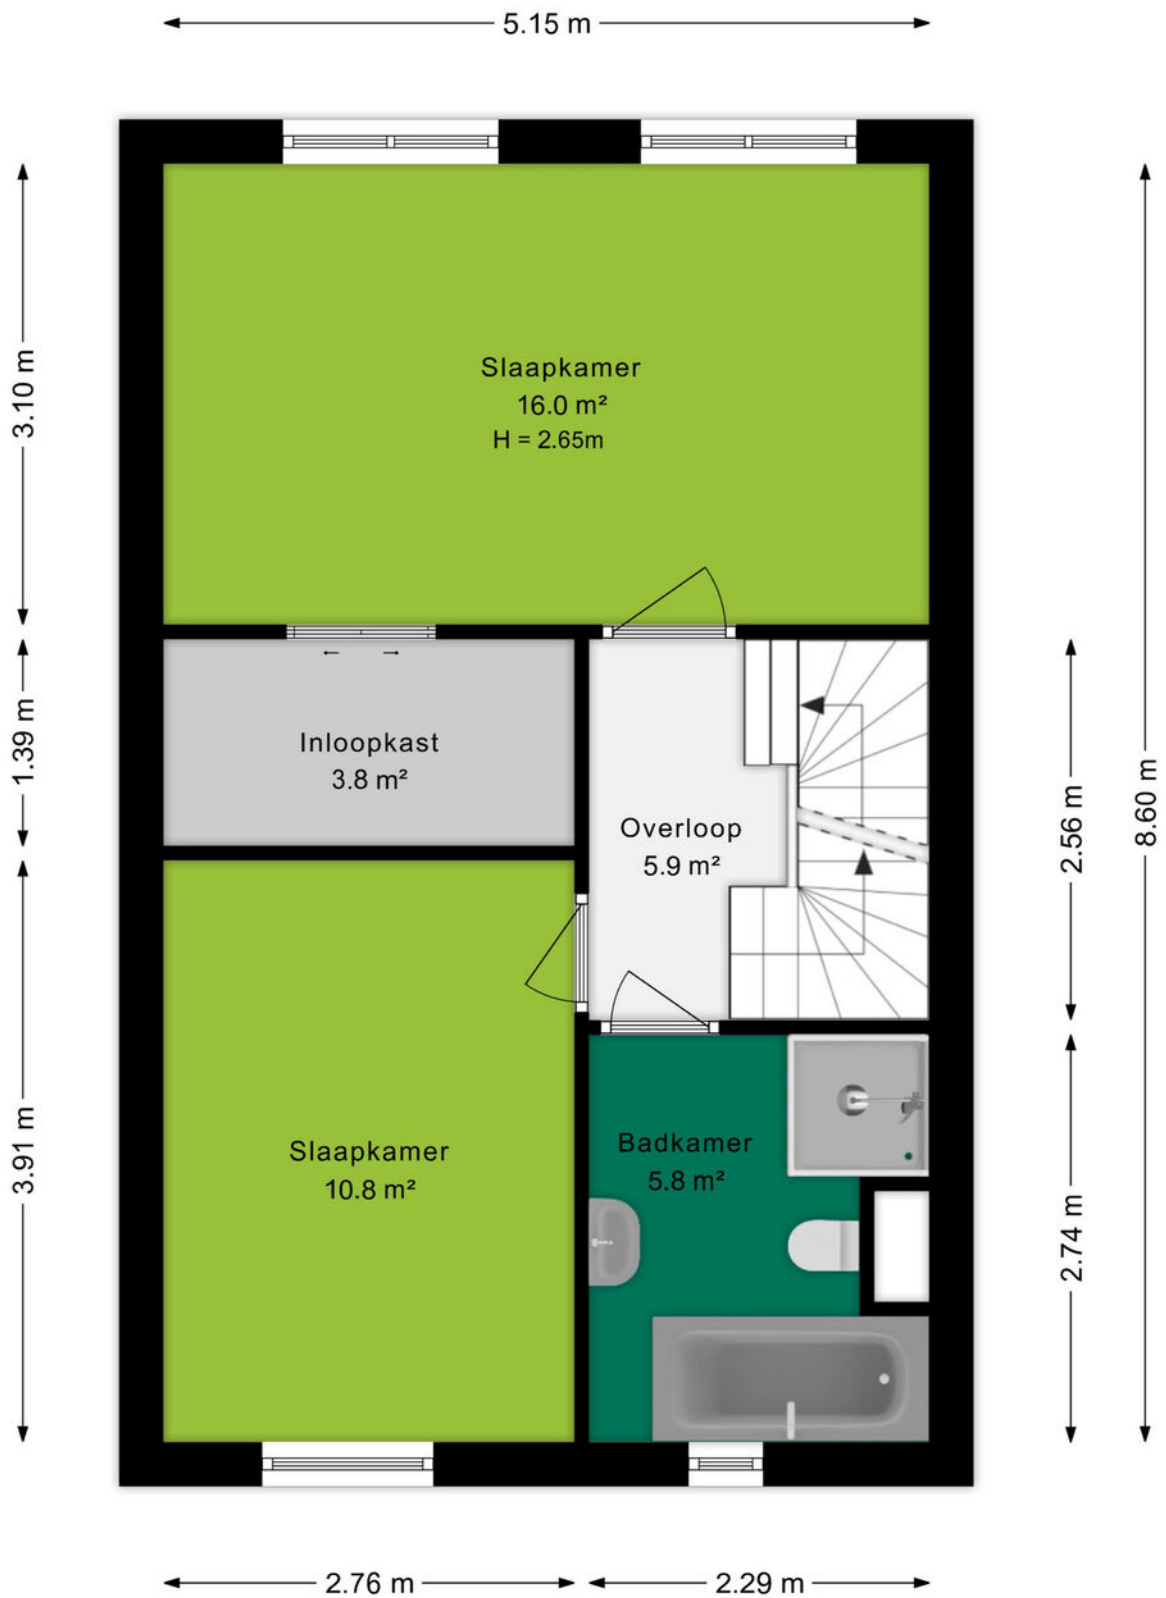 5.15 m
Slaapkamer
16.0 m²
H = 2.65m
3.10 m
Inloopkast
3.8 m²
1.39 m
Overloop
5.9 m²
2.56 m
8.60 m
Slaapkamer
10.8 m²
3.91 m
Badkamer
5.8 m²
2.74 m
2.76 m
2.29 m